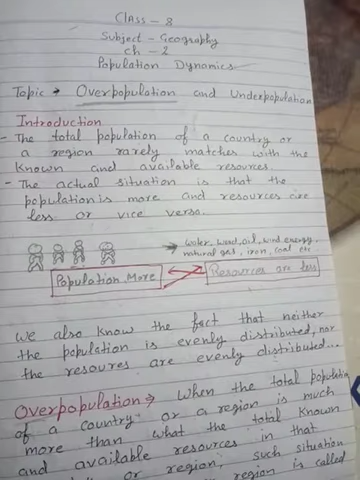 Class - 8
Subject - Geography
Ch - 2
Population Dynamics
Topic → Overpopulation and Underpopulation
Introduction
- The total population of a country or
a region rarely matches with the
known and available resources.
- The actual situation is that the
population is more and resources are
less or vice versa.
→ water, wood, oil, wind energy,
natural gas, iron, coal etc
Population More
Resources are less
We also know the fact that neither
the population is evenly distributed, nor
the resoures are evenly distributed...
Overpopulation → When the total population
of a country or a region is much
more than what the total known
and available resources in that
or region, such situation
region is called